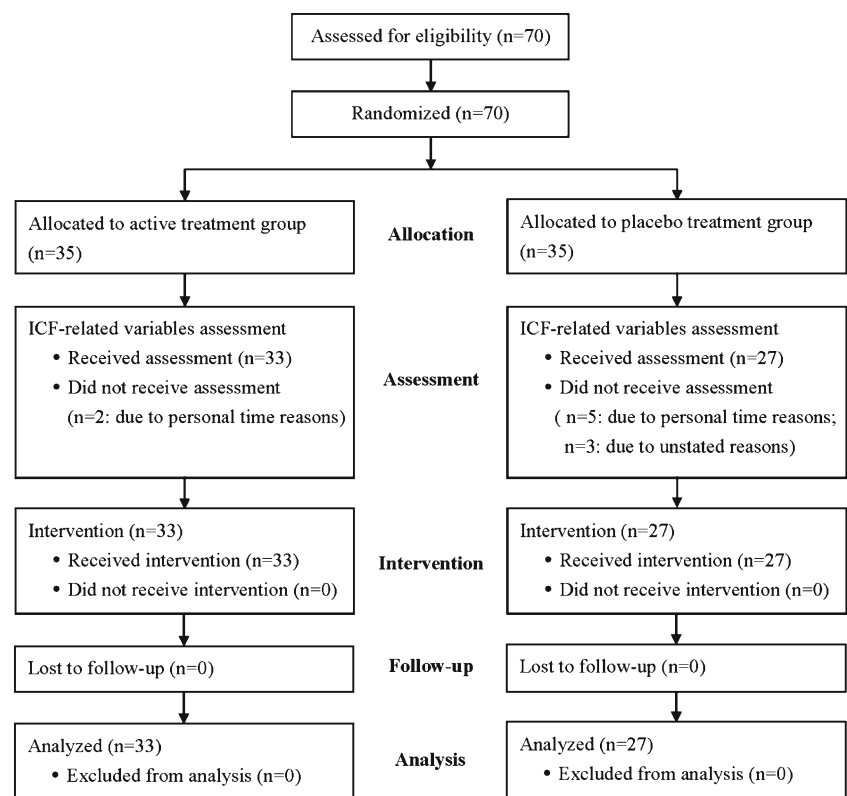 Assessed for eligibility (n=70)
Randomized (n=70)
Allocated to active treatment group
(n=35)
Allocation
Allocated to placebo treatment group
(n=35)
ICF-related variables assessment
• Received assessment (n=33)
• Did not receive assessment
(n=2: due to personal time reasons)
Assessment
ICF-related variables assessment
• Received assessment (n=27)
• Did not receive assessment
( n=5: due to personal time reasons;
n=3: due to unstated reasons)
Intervention (n=33)
• Received intervention (n=33)
• Did not receive intervention (n=0)
Intervention
Intervention (n=27)
• Received intervention (n=27)
• Did not receive intervention (n=0)
Lost to follow-up (n=0)
Follow-up
Lost to follow-up (n=0)
Analyzed (n=33)
• Excluded from analysis (n=0)
Analysis
Analyzed (n=27)
• Excluded from analysis (n=0)